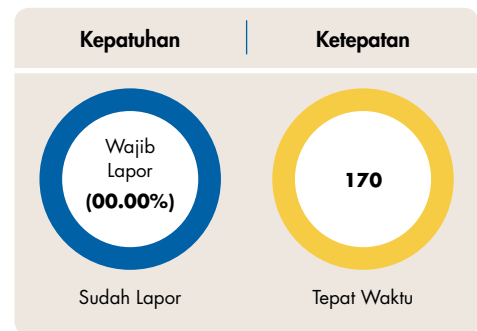 Kepatuhan
Ketepatan
Wajib
Lapor
(00.00%)
170
Sudah Lapor
Tepat Waktu